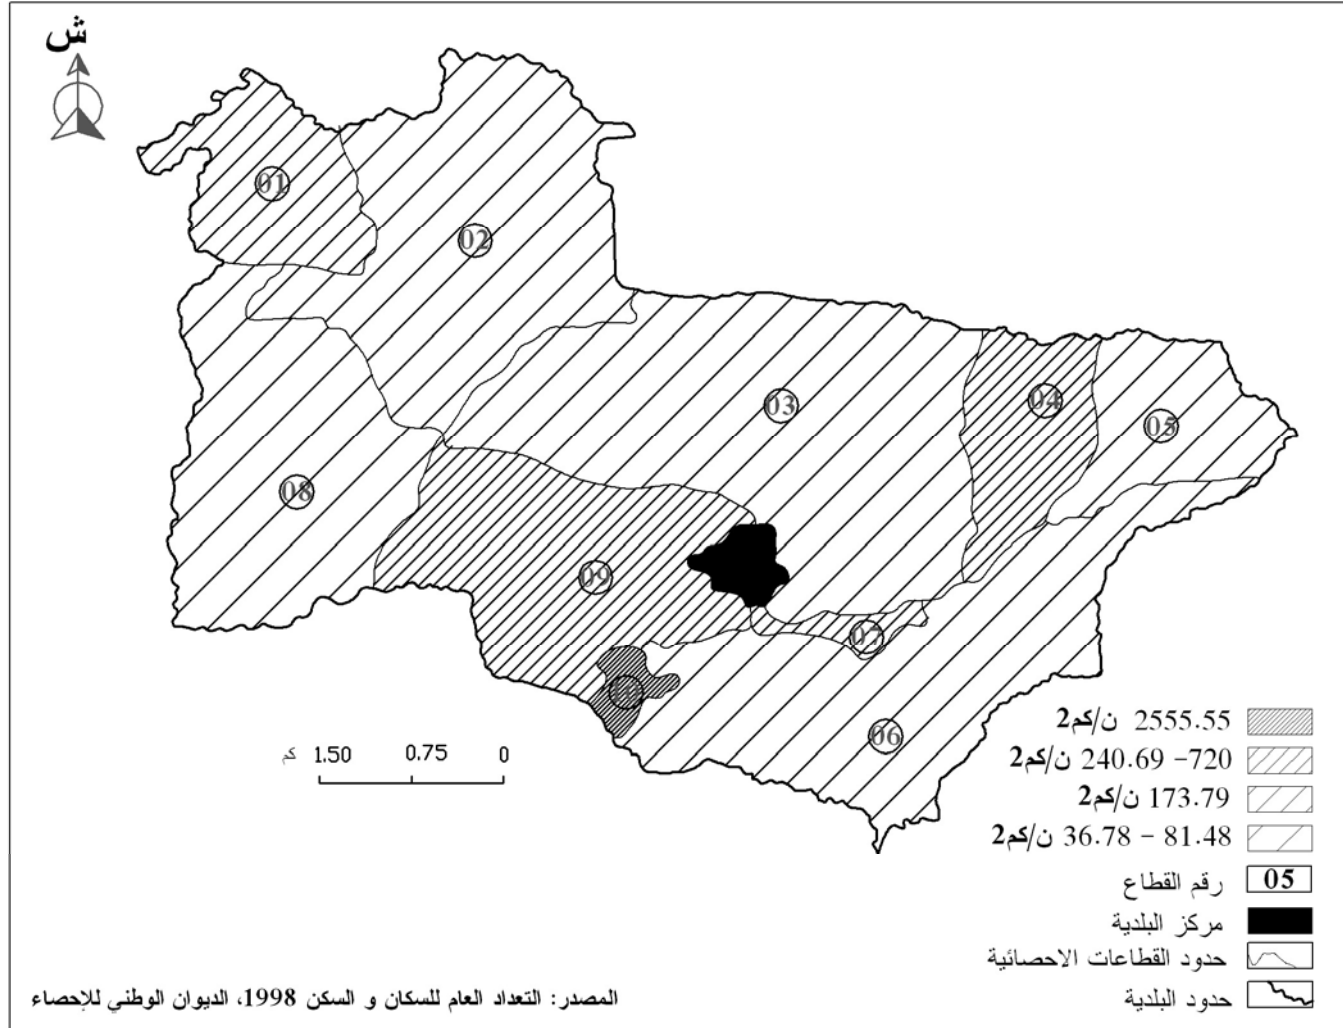 ش
01
02
03
04
05
08
09
07
06
كم 1.50 0.75 0
2555.55 ن/كم2
240.69 -720 ن/كم2
173.79 ن/كم2
36.78 - 81.48 ن/كم2
05 رقم القطاع
مركز البلدية
حدود القطاعات الاحصائية
حدود البلدية
المصدر: التعداد العام للسكان و السكن 1998، الديوان الوطني للإحصاء